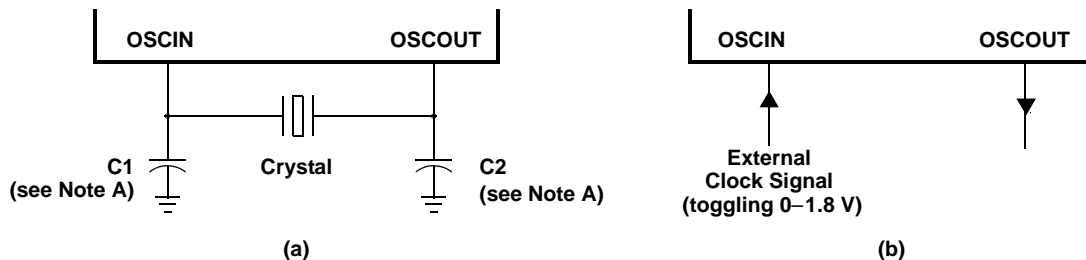 OSCIN OSCOUT
C1
(see Note A)
Crystal
C2
(see Note A)
(a)
OSCIN OSCOUT
External
Clock Signal
(toggling 0–1.8 V)
(b)